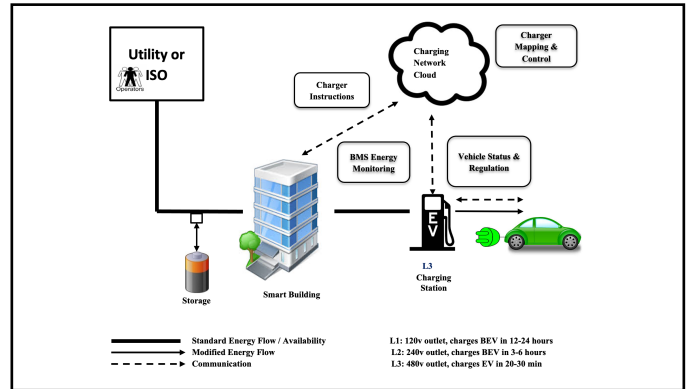 Utility or
ISO
Operators
Charging
Network
Cloud
Charger
Mapping &
Control
Charger
Instructions
BMS Energy
Monitoring
Vehicle Status &
Regulation
EV
L3
Charging
Station
Storage
Smart Building
Standard Energy Flow / Availability
Modified Energy Flow
Communication
L1: 120v outlet, charges BEV in 12-24 hours
L2: 240v outlet, charges BEV in 3-6 hours
L3: 480v outlet, charges EV in 20-30 min